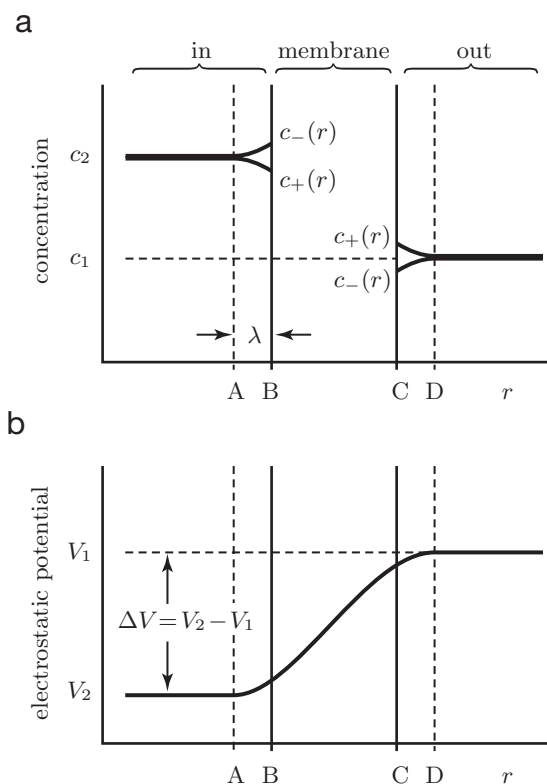 a
in membrane out
concentration
c₂
c₋(r)
c₊(r)
c₁
c₊(r)
c₋(r)
λ
A B C D r
b
electrostatic potential
V₁
ΔV = V₂ − V₁
V₂
A B C D r